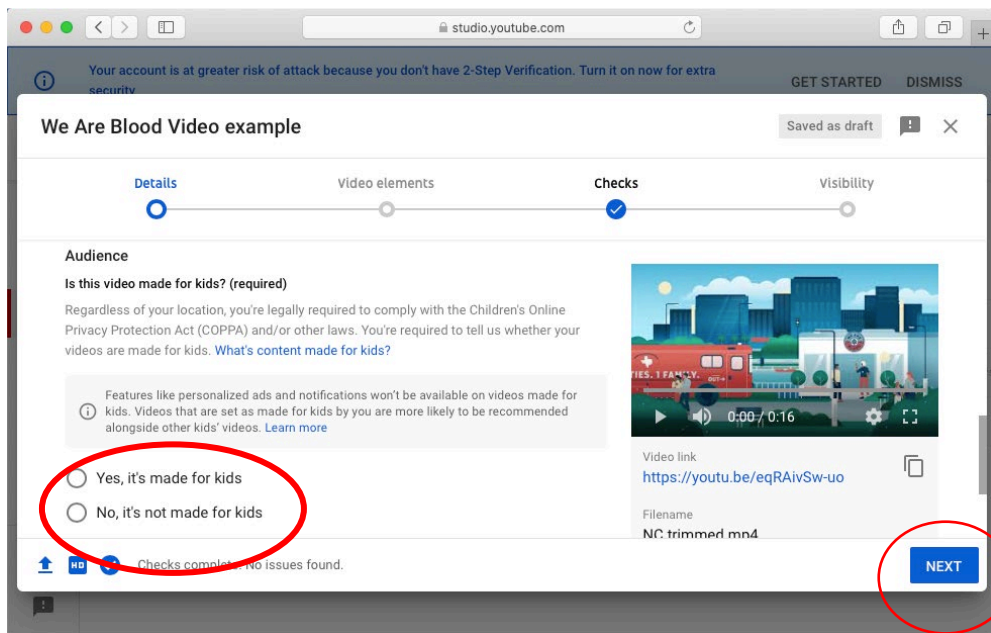 studio.youtube.com
Your account is at greater risk of attack because you don't have 2-Step Verification. Turn it on now for extra
security
GET STARTED DISMISS
We Are Blood Video example
Saved as draft
Details Video elements Checks Visibility
Audience
Is this video made for kids? (required)
Regardless of your location, you're legally required to comply with the Children's Online
Privacy Protection Act (COPPA) and/or other laws. You're required to tell us whether your
videos are made for kids. What's content made for kids?
Features like personalized ads and notifications won't be available on videos made for
kids. Videos that are set as made for kids by you are more likely to be recommended
alongside other kids' videos. Learn more
Yes, it's made for kids
No, it's not made for kids
TIES. 1 FAMILY.
OUT→
0:00 / 0:16
Video link
https://youtu.be/eqRAivSw-uo
Filename
NC trimmed.mp4
HD
Checks complete. No issues found.
NEXT